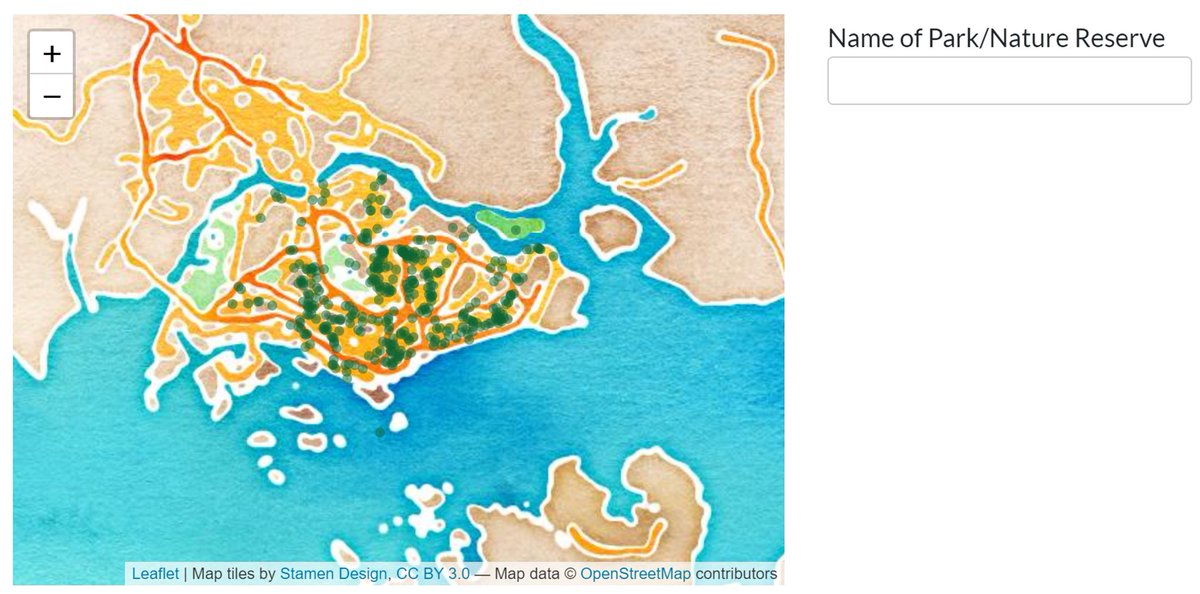 +
−
Name of Park/Nature Reserve
Leaflet | Map tiles by Stamen Design, CC BY 3.0 — Map data © OpenStreetMap contributors